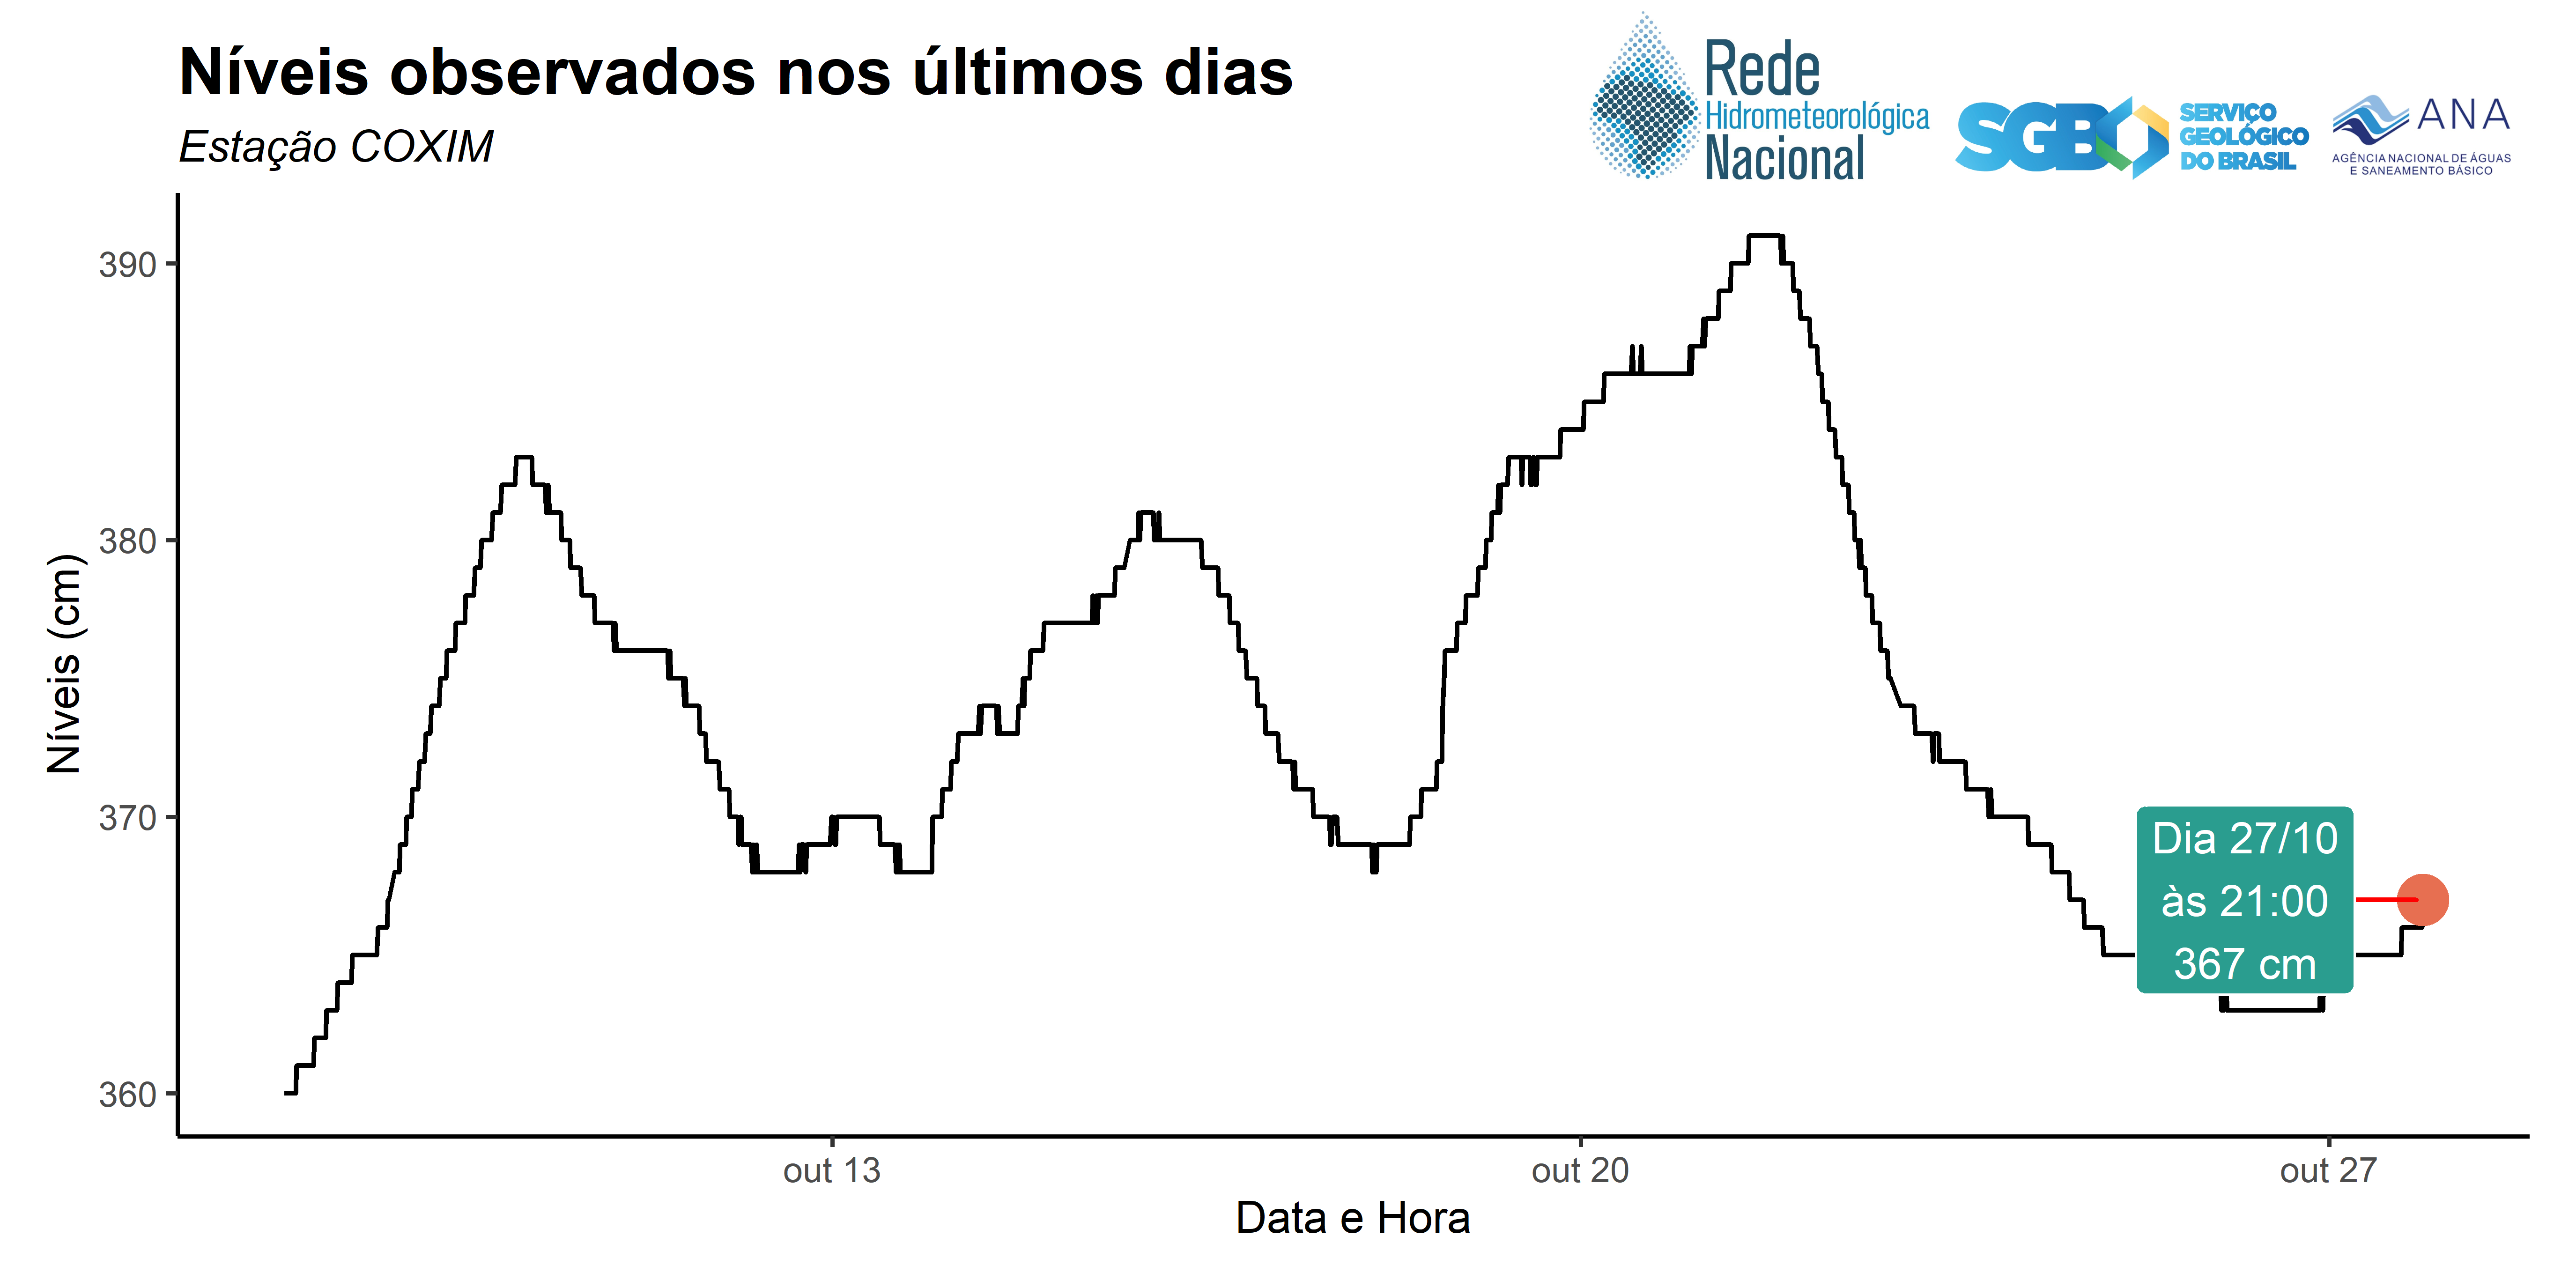 Níveis observados nos últimos dias
Estação COXIM
Rede
Hidrometeorológica
Nacional
SGB
SERVIÇO
GEOLÓGICO
DO BRASIL
ANA
AGÊNCIA NACIONAL DE ÁGUAS
E SANEAMENTO BÁSICO
Níveis (cm)
390
380
370
360
Dia 27/10
às 21:00
367 cm
out 13
out 20
out 27
Data e Hora